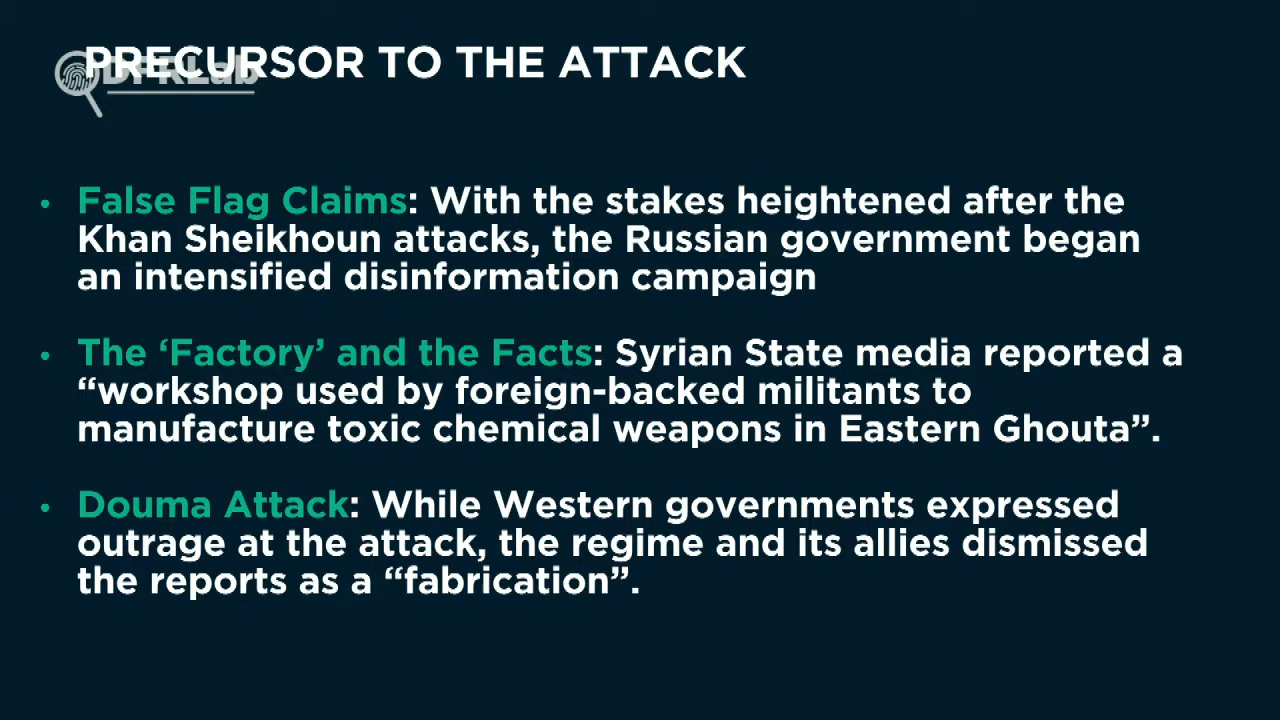 PRECURSOR TO THE ATTACK
DFRLab
• False Flag Claims: With the stakes heightened after the
Khan Sheikhoun attacks, the Russian government began
an intensified disinformation campaign
• The ‘Factory’ and the Facts: Syrian State media reported a
“workshop used by foreign-backed militants to
manufacture toxic chemical weapons in Eastern Ghouta”.
• Douma Attack: While Western governments expressed
outrage at the attack, the regime and its allies dismissed
the reports as a “fabrication”.